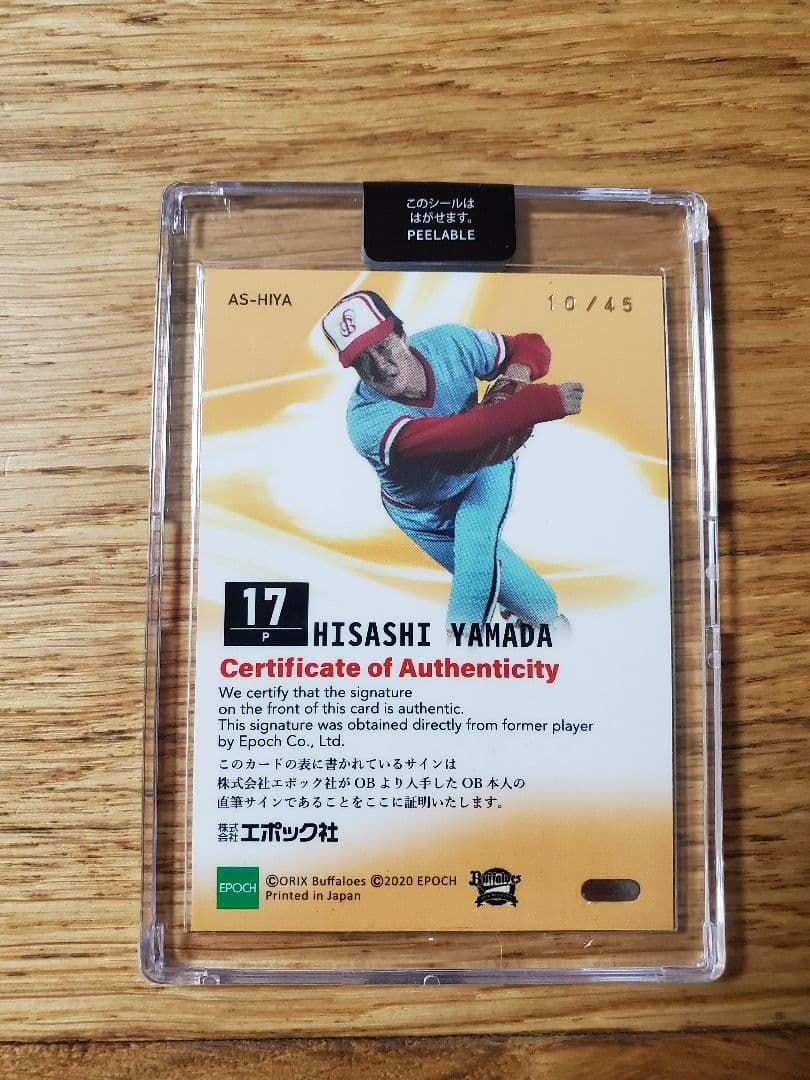 このシールは
はがせます。
PEELABLE
AS-HIYA
10/45
17
P
HISASHI YAMADA
Certificate of Authenticity
We certify that the signature
on the front of this card is authentic.
This signature was obtained directly from former player
by Epoch Co., Ltd.
このカードの表に書かれているサインは
株式会社エポック社が OB より入手した OB 本人の
直筆サインであることをここに証明いたします。
株式会社エポック社
EPOCH
©ORIX Buffaloes ©2020 EPOCH
Printed in Japan
Buffaloes